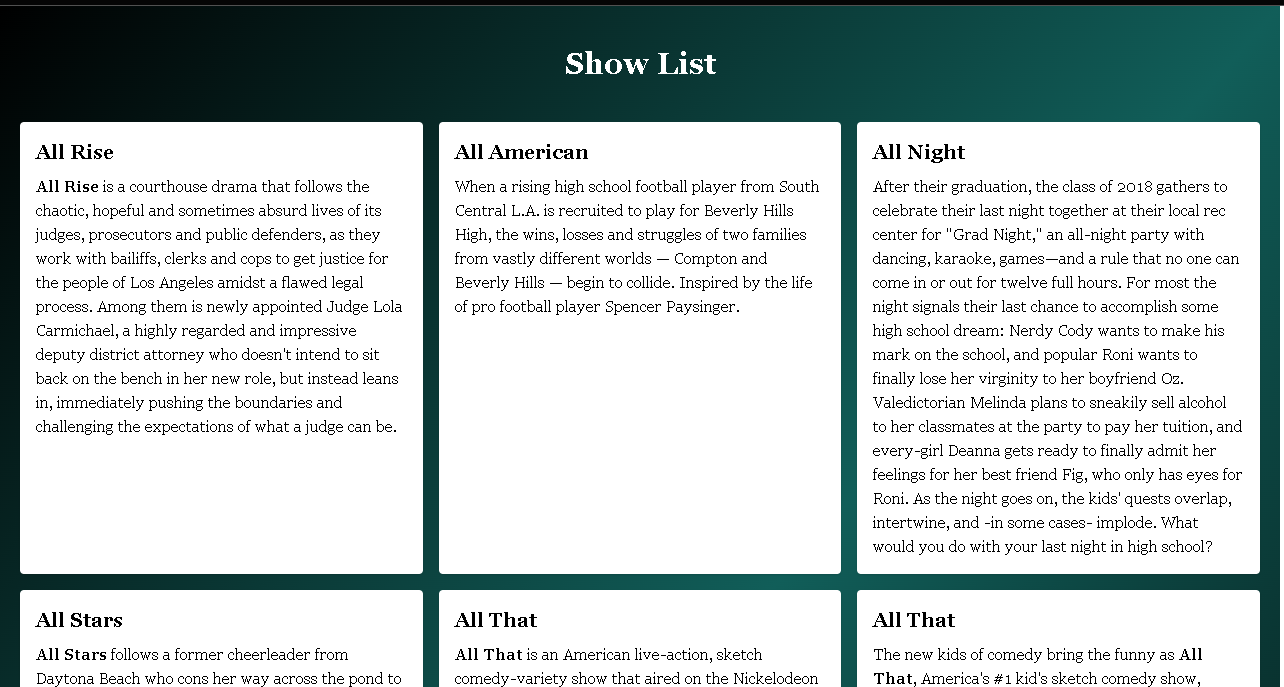 Show List
All Rise
All Rise is a courthouse drama that follows the
chaotic, hopeful and sometimes absurd lives of its
judges, prosecutors and public defenders, as they
work with bailiffs, clerks and cops to get justice for
the people of Los Angeles amidst a flawed legal
process. Among them is newly appointed Judge Lola
Carmichael, a highly regarded and impressive
deputy district attorney who doesn't intend to sit
back on the bench in her new role, but instead leans
in, immediately pushing the boundaries and
challenging the expectations of what a judge can be.
All American
When a rising high school football player from South
Central L.A. is recruited to play for Beverly Hills
High, the wins, losses and struggles of two families
from vastly different worlds — Compton and
Beverly Hills — begin to collide. Inspired by the life
of pro football player Spencer Paysinger.
All Night
After their graduation, the class of 2018 gathers to
celebrate their last night together at their local rec
center for "Grad Night," an all-night party with
dancing, karaoke, games—and a rule that no one can
come in or out for twelve full hours. For most the
night signals their last chance to accomplish some
high school dream: Nerdy Cody wants to make his
mark on the school, and popular Roni wants to
finally lose her virginity to her boyfriend Oz.
Valedictorian Melinda plans to sneakily sell alcohol
to her classmates at the party to pay her tuition, and
every-girl Deanna gets ready to finally admit her
feelings for her best friend Fig, who only has eyes for
Roni. As the night goes on, the kids' quests overlap,
intertwine, and -in some cases- implode. What
would you do with your last night in high school?
All Stars
All Stars follows a former cheerleader from
Daytona Beach who cons her way across the pond to
All That
All That is an American live-action, sketch
comedy-variety show that aired on the Nickelodeon
All That
The new kids of comedy bring the funny as All
That, America's #1 kid's sketch comedy show,